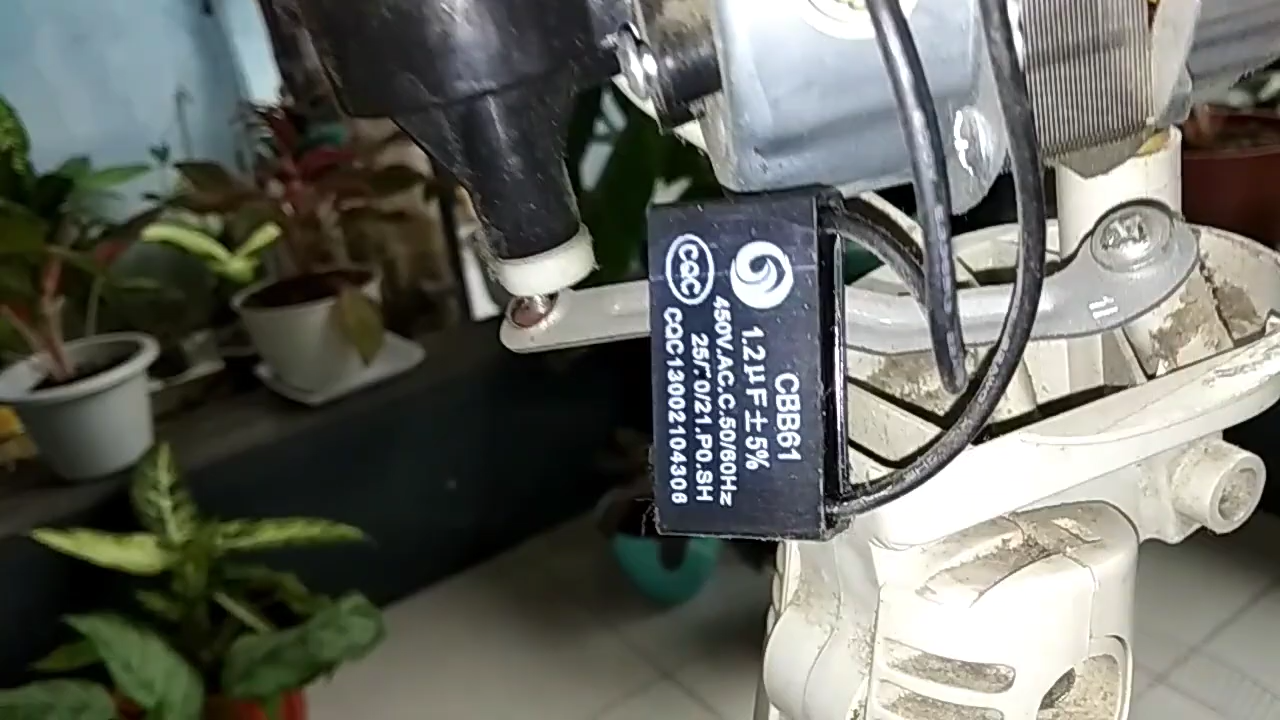 CBB61
1.2μF±5%
450V.AC.C.50/60Hz
25/70/21.P0.SH
CQC
CQC13002104306